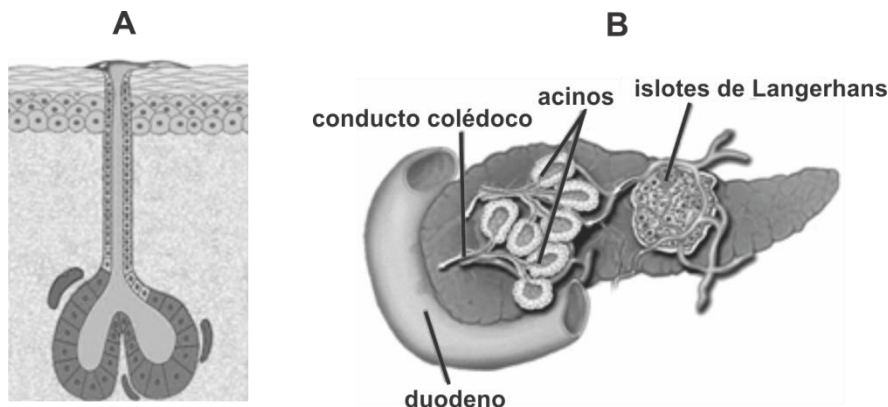 A
B
acinos
islotes de Langerhans
conducto colédoco
duodeno